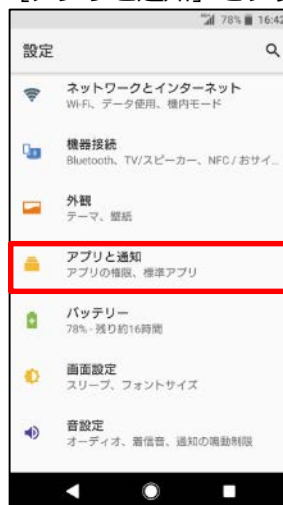 78% 16:42
設定
ネットワークとインターネット
Wi-Fi、データ使用、機内モード
機器接続
Bluetooth、TV/スピーカー、NFC / おサイ...
外観
テーマ、壁紙
アプリと通知
アプリの権限、標準アプリ
バッテリー
78% - 残り約16時間
画面設定
スリープ、フォントサイズ
音設定
オーディオ、着信音、通知の鳴動制限